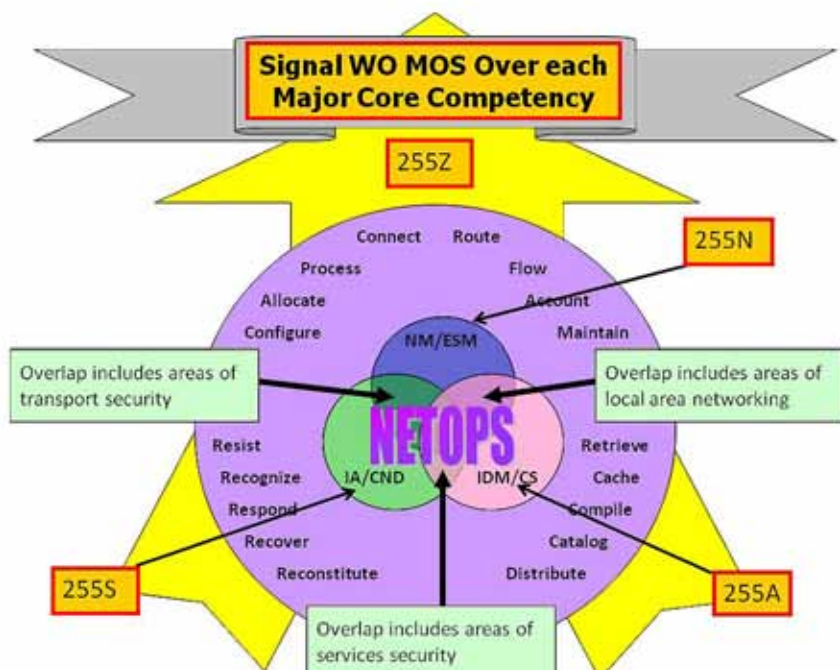 Signal WO MOS Over each
Major Core Competency
255Z
255N
Connect
Route
Process
Flow
Allocate
Account
Configure
Maintain
NM/ESM
Overlap includes areas of
transport security
Overlap includes areas of
local area networking
NETOPS
Resist
Retrieve
Recognize
IA/CND
IDM/CS
Cache
Respond
Compile
Recover
Catalog
Reconstitute
Distribute
255S
255A
Overlap includes areas of
services security